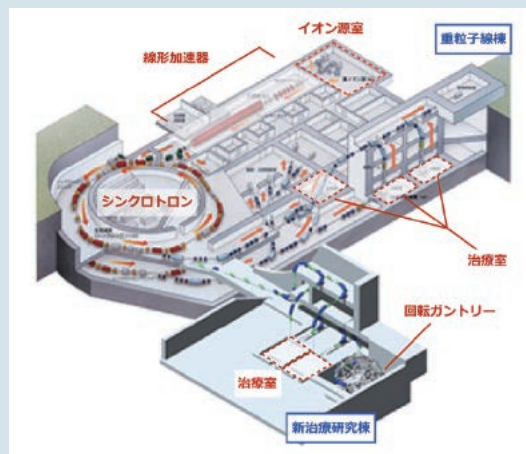 イオン源室
重粒子線棟
線形加速器
シンクロトロン
治療室
回転ガントリー
治療室
新治療研究棟